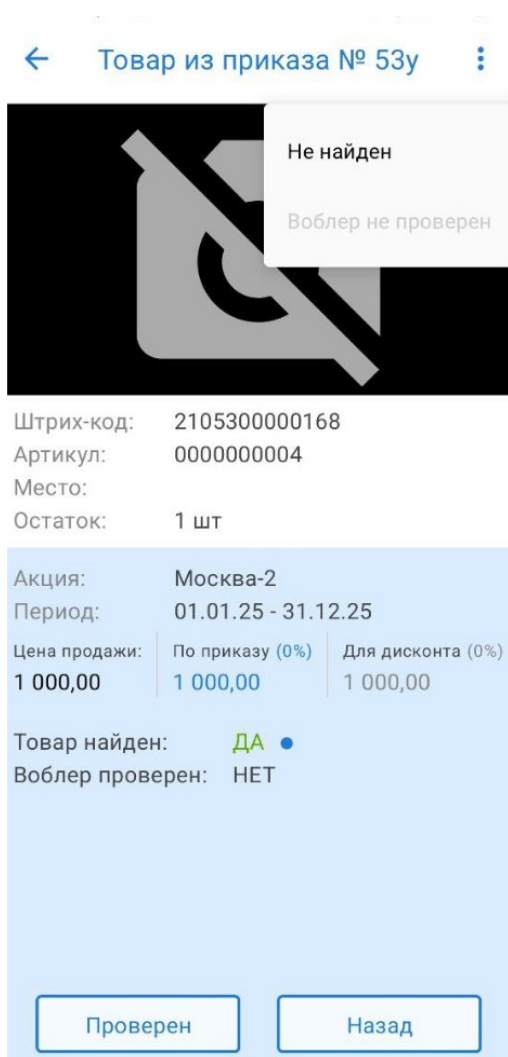 Товар из приказа № 53у
Не найден
Воблер не проверен
Штрих-код: 2105300000168
Артикул: 0000000004
Место:
Остаток: 1 шт
Акция: Москва-2
Период: 01.01.25 - 31.12.25
Цена продажи: По приказу (0%) Для дисконта (0%)
1 000,00 1 000,00 1 000,00
Товар найден: ДА
Воблер проверен: НЕТ
Проверен Назад